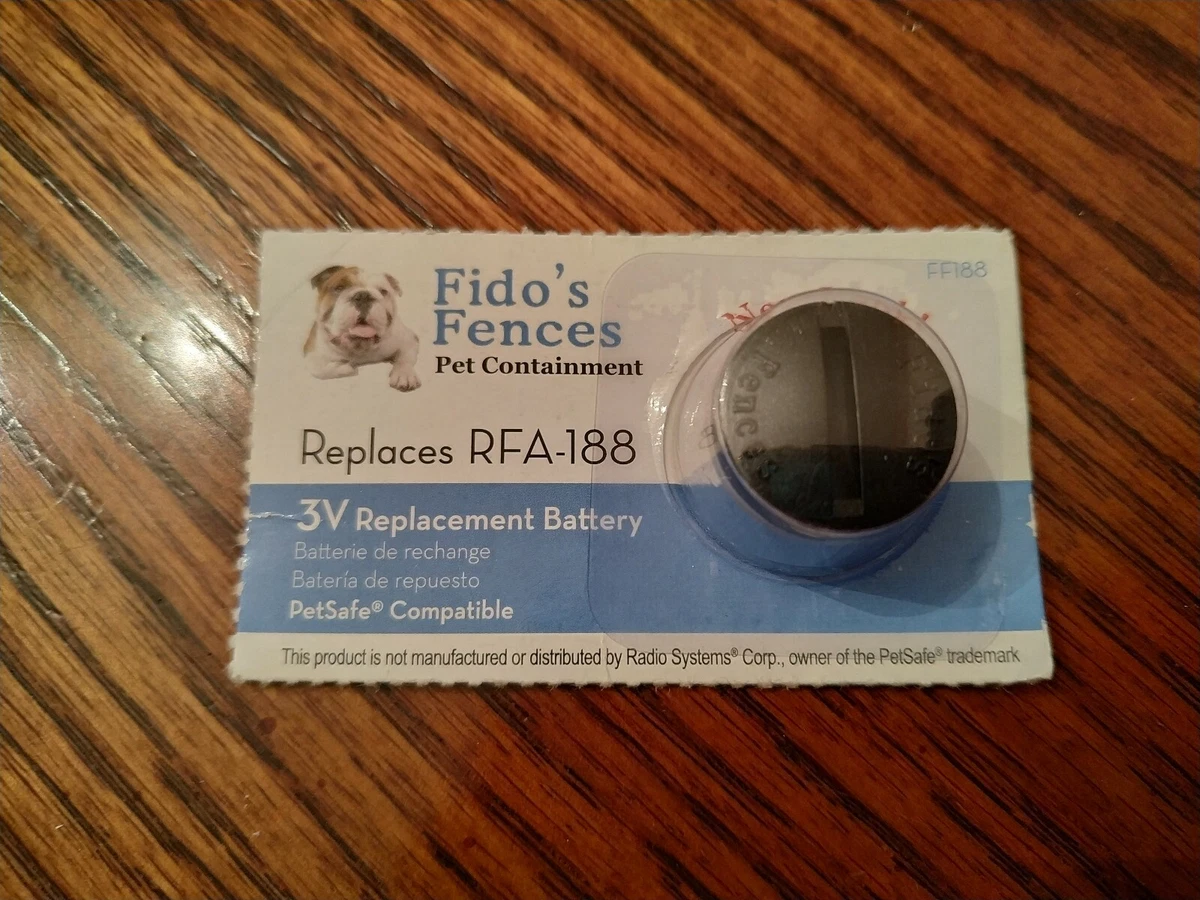 Fido's
Fences
Pet Containment
FF188
Replaces RFA-188
Fences
3V Replacement Battery
Batterie de rechange
Batería de repuesto
PetSafe® Compatible
This product is not manufactured or distributed by Radio Systems® Corp., owner of the PetSafe® trademark